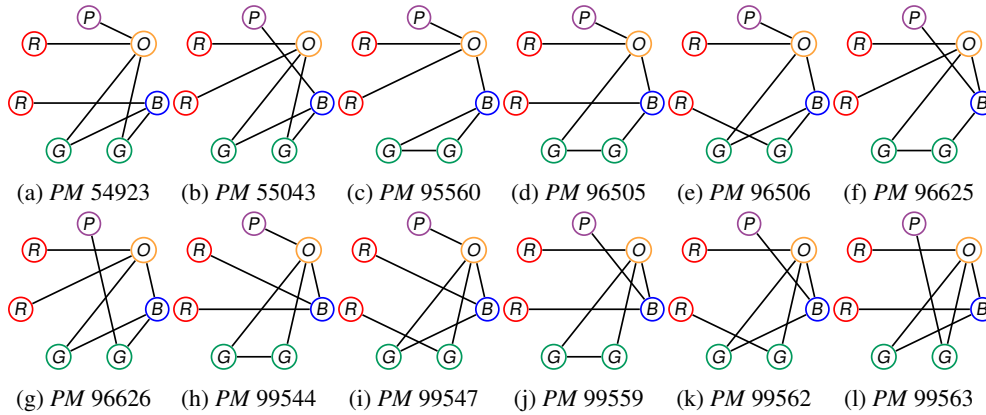 P P P P P P
R O R O R O R O R O R O
R B R B R B R B R B R B
G G G G G G G G G G G G
(a) PM 54923 (b) PM 55043 (c) PM 95560 (d) PM 96505 (e) PM 96506 (f) PM 96625
P P P P P P
R O R O R O R O R O R O
R B R B R B R B R B R B
G G G G G G G G G G G G
(g) PM 96626 (h) PM 99544 (i) PM 99547 (j) PM 99559 (k) PM 99562 (l) PM 99563